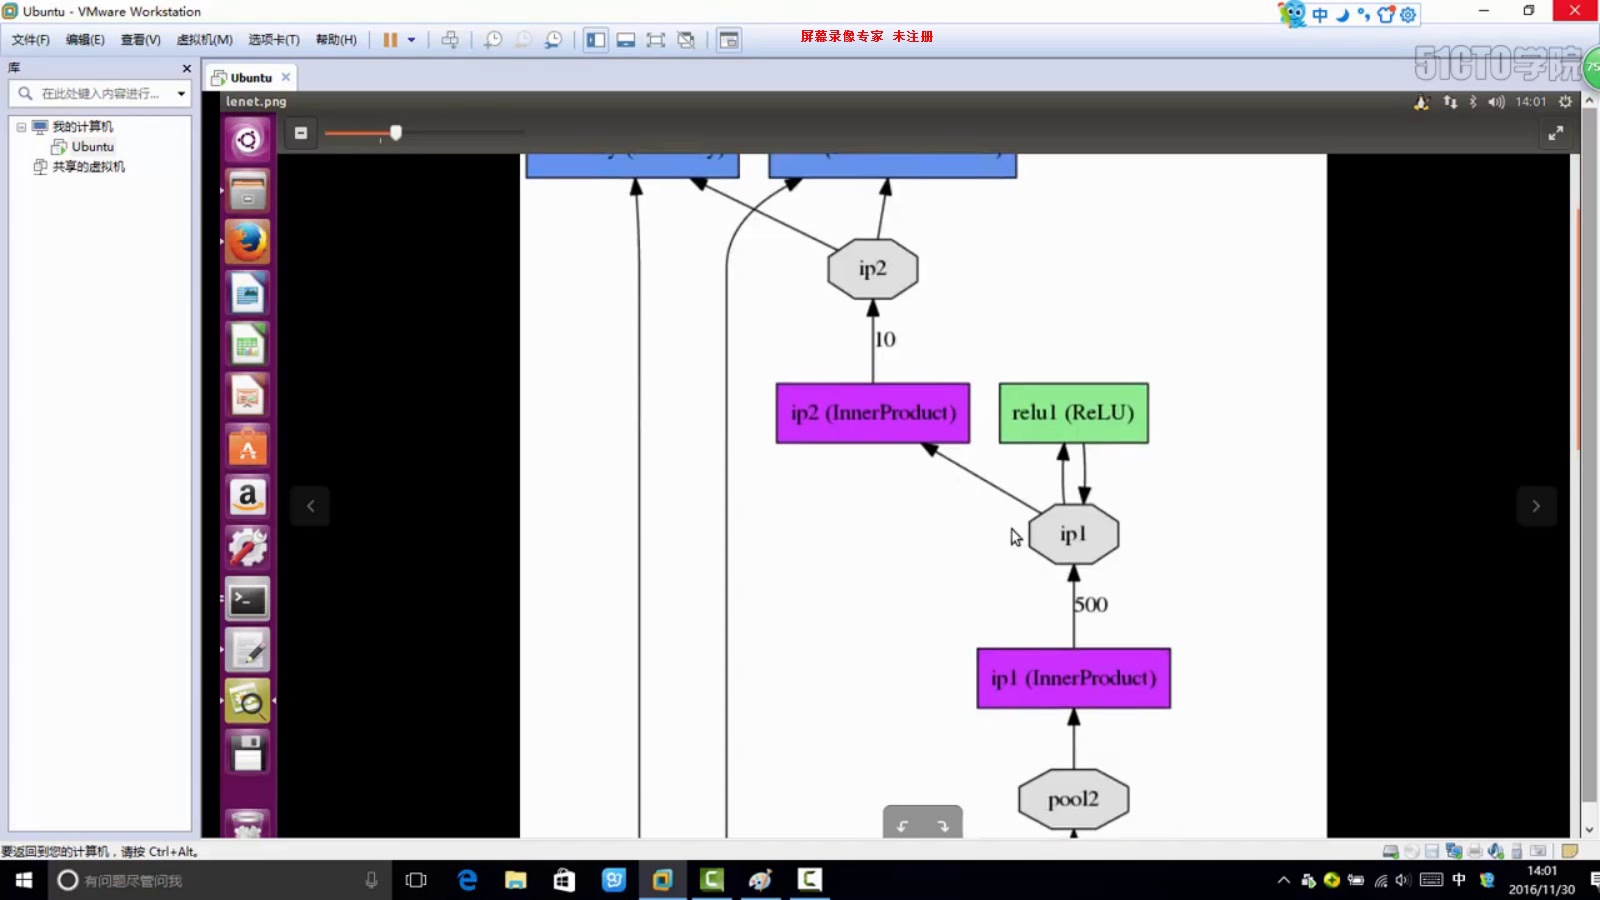 Ubuntu - VMware Workstation
中
文件(F) 编辑(E) 查看(V) 虚拟机(M) 选项卡(T) 帮助(H)
屏幕录像专家 未注册
51CTO学院
75
库
Ubuntu
在此处键入内容进行...
lenet.png
14:01
我的计算机
Ubuntu
共享的虚拟机
ip2
10
ip2 (InnerProduct)
relu1 (ReLU)
ip1
500
ip1 (InnerProduct)
pool2
要返回到您的计算机，请按 Ctrl+Alt。
有问题尽管问我
中
14:01
2016/11/30